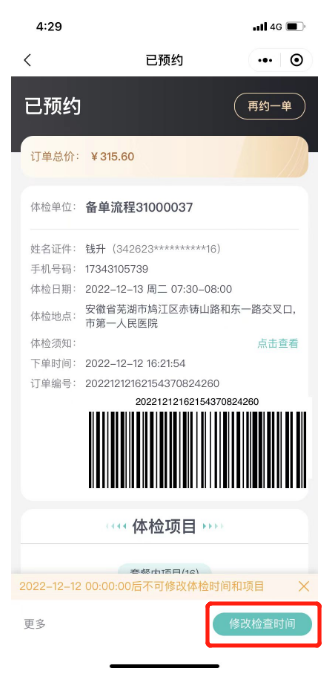 4:29
4G
已预约
已预约
再约一单
订单总价： ￥315.60
体检单位： 备单流程31000037
姓名证件： 钱升（342623**********16）
手机号码： 17343105739
体检日期： 2022-12-13 周二 07:30-08:00
体检地点： 安徽省芜湖市鸠江区赤铸山路和东一路交叉口，
市第一人民医院
体检须知： 点击查看
下单时间： 2022-12-12 16:21:54
订单编号： 20221212162154370824260
20221212162154370824260
体检项目
套餐内项目(16)
2022-12-12 00:00:00后不可修改体检时间和项目
更多
修改检查时间